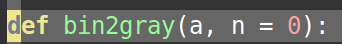 def bin2gray(a, n = 0):